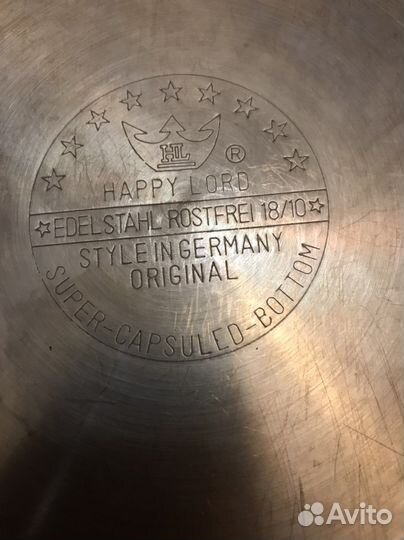 HL ®
HAPPY LORD
☆EDELSTAHL ROSTFREI 18/10☆
STYLE IN GERMANY
ORIGINAL
SUPER-CAPSULED-BOTTOM
Avito